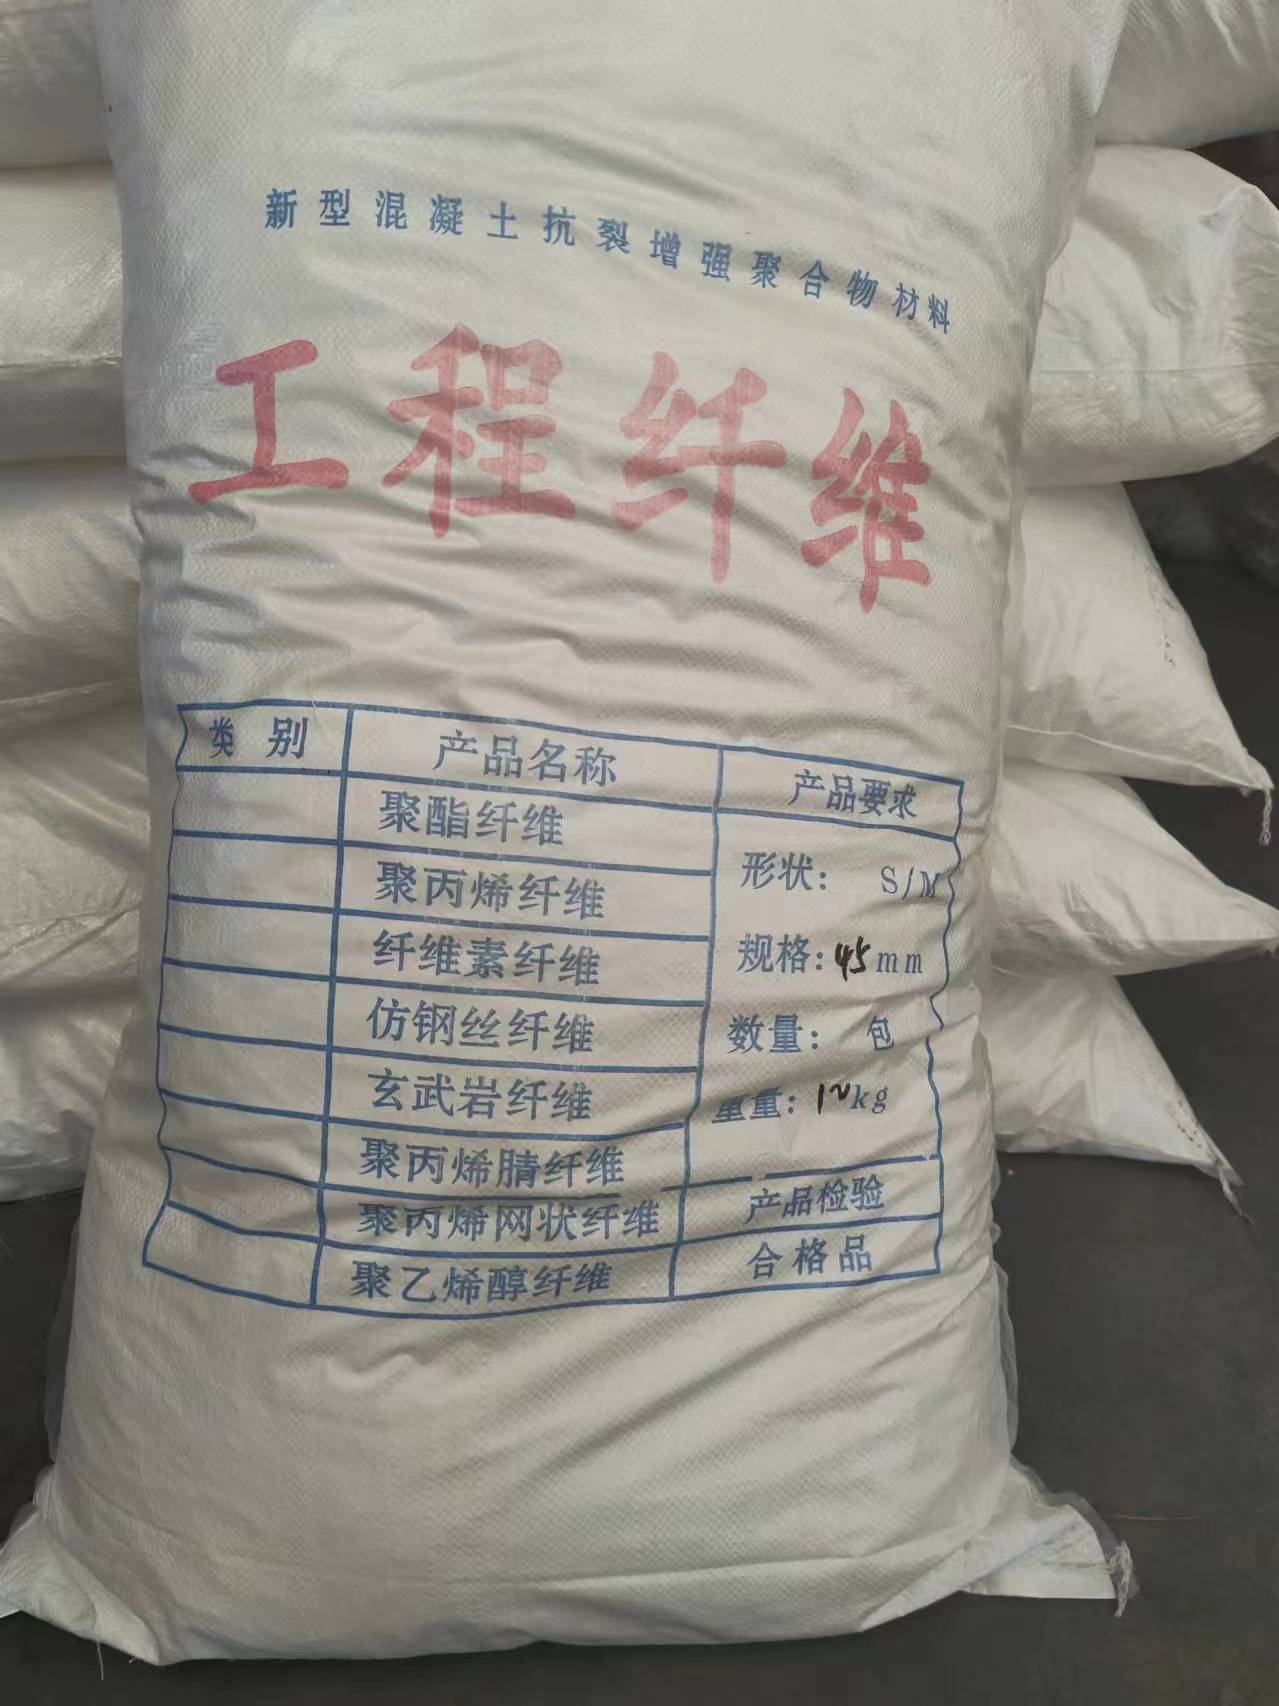 新型混凝土抗裂增强聚合物材料
工程纤维
类别 产品名称 产品要求
聚酯纤维
聚丙烯纤维
纤维素纤维
仿钢丝纤维
玄武岩纤维
聚丙烯腈纤维
聚丙烯网状纤维
聚乙烯醇纤维
形状： S/M
规格：45mm
数量： 包
重量： kg
产品检验
合格品